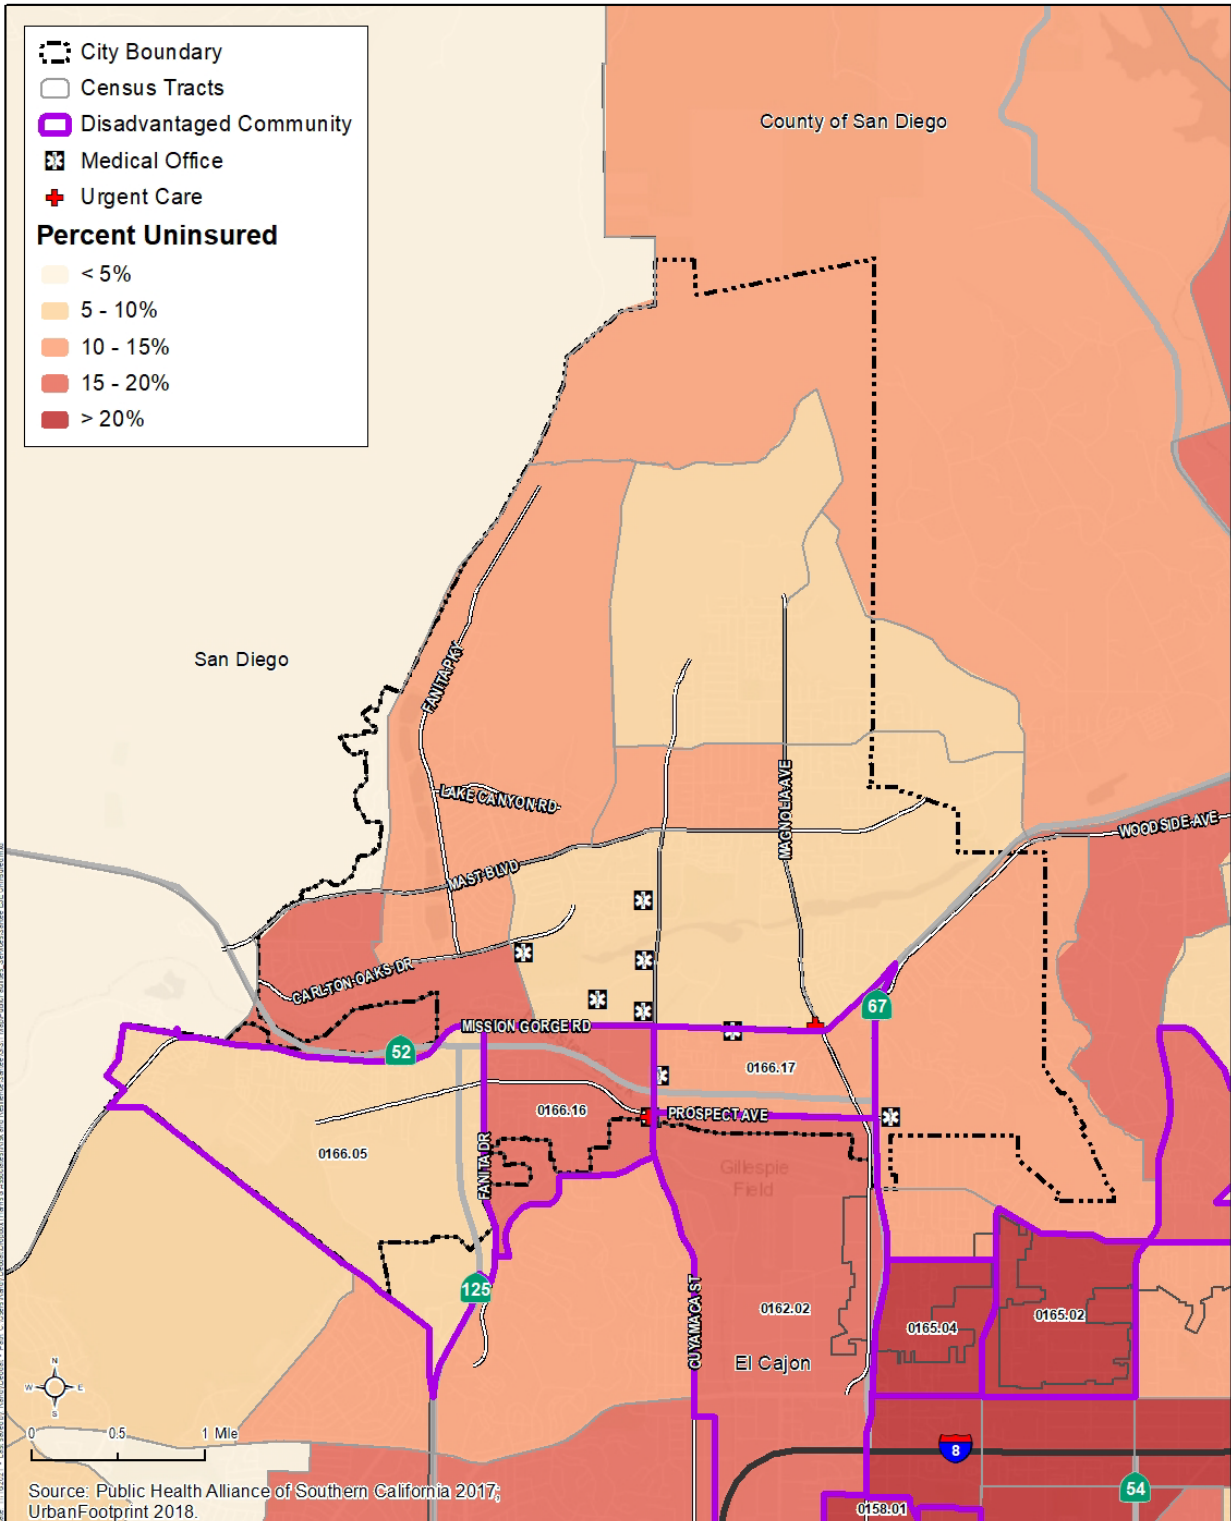 City Boundary
Census Tracts
Disadvantaged Community
Medical Office
Urgent Care
Percent Uninsured
< 5%
5 - 10%
10 - 15%
15 - 20%
> 20%
County of San Diego
San Diego
FANITA PKY
LAKE CANYON RD
MAGNOLIA AVE
WOODSIDE AVE
MAST BLVD
CARLTON OAKS DR
67
MISSION GORGE RD
52
0166.17
0166.16
PROSPECT AVE
0166.05
FANITA DR
Gillespie
Field
125
CUYAMACA ST
0162.02
0165.04
0165.02
El Cajon
N
W
E
S
0 0.5 1 Mile
8
54
0158.01
Source: Public Health Alliance of Southern California 2017;
UrbanFootprint 2018.